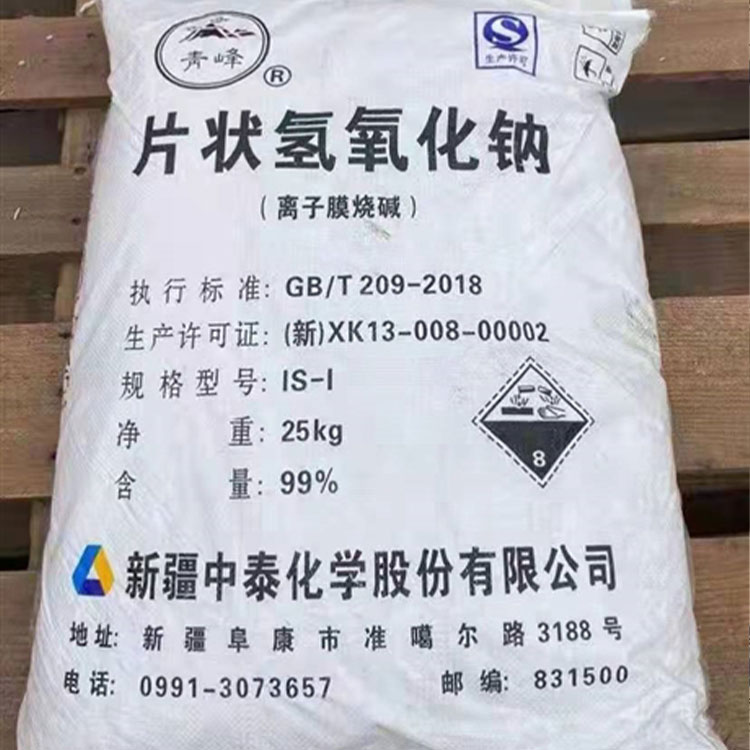 青峰
®
生产许可
片状氢氧化钠
(离子膜烧碱)
执行标准: GB/T 209-2018
生产许可证: (新)XK13-008-00002
规格型号: IS-I
净重: 25kg
含量: 99%
8
新疆中泰化学股份有限公司
地址: 新疆阜康市准噶尔路3188号
电话: 0991-3073657 邮编: 831500